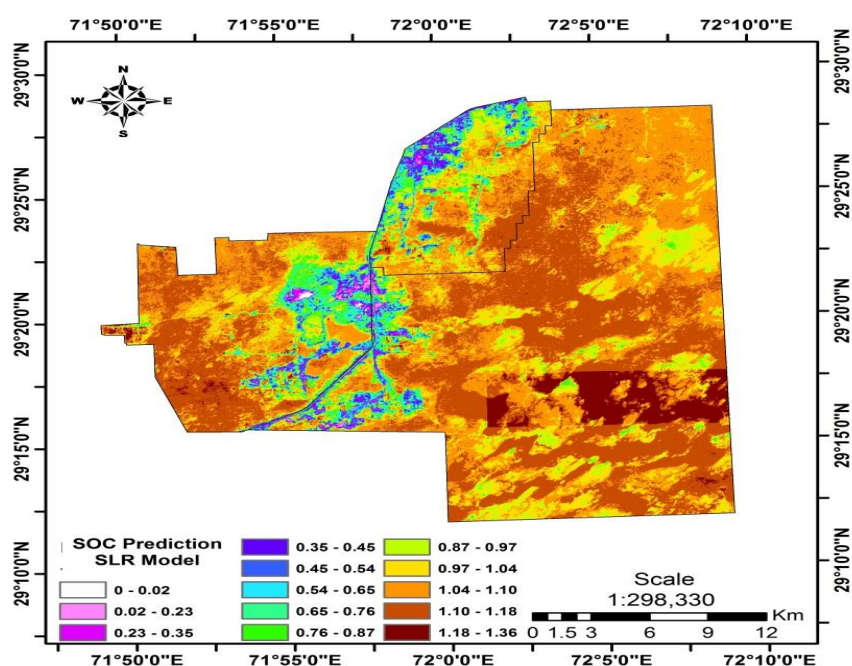 71°50'0"E 71°55'0"E 72°0'0"E 72°5'0"E 72°10'0"E
29°30'0"N 29°30'0"N
N
W E
S
29°25'0"N 29°25'0"N
29°20'0"N 29°20'0"N
29°15'0"N 29°15'0"N
29°10'0"N 29°10'0"N
SOC Prediction
SLR Model
0 - 0.02
0.02 - 0.23
0.23 - 0.35
0.35 - 0.45
0.45 - 0.54
0.54 - 0.65
0.65 - 0.76
0.76 - 0.87
0.87 - 0.97
0.97 - 1.04
1.04 - 1.10
1.10 - 1.18
1.18 - 1.36
Scale
1:298,330
Km
0 1.5 3 6 9 12
71°50'0"E 71°55'0"E 72°0'0"E 72°5'0"E 72°10'0"E